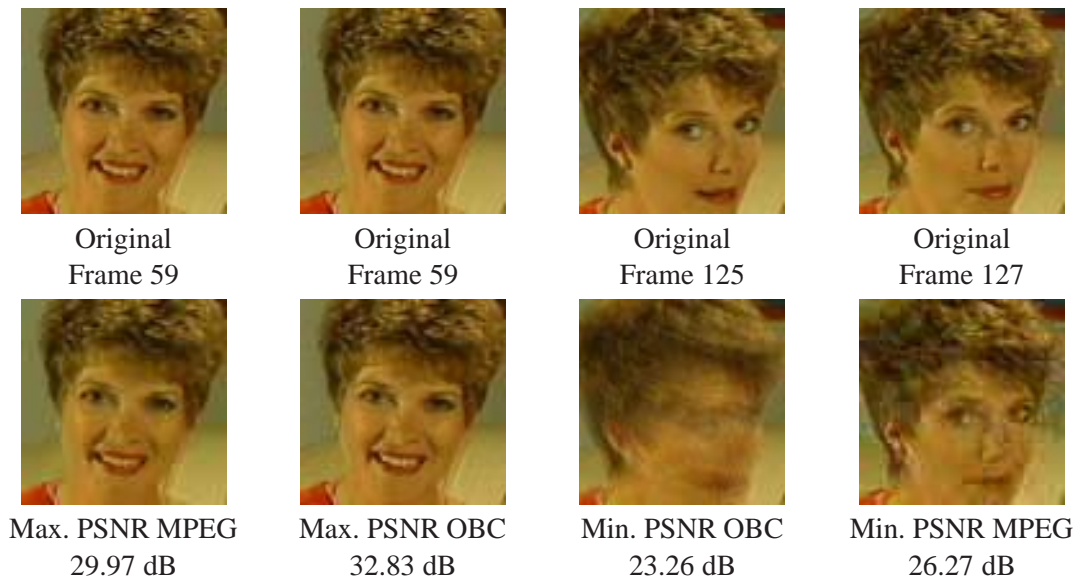 Original
Frame 59
Original
Frame 59
Original
Frame 125
Original
Frame 127
Max. PSNR MPEG
29.97 dB
Max. PSNR OBC
32.83 dB
Min. PSNR OBC
23.26 dB
Min. PSNR MPEG
26.27 dB